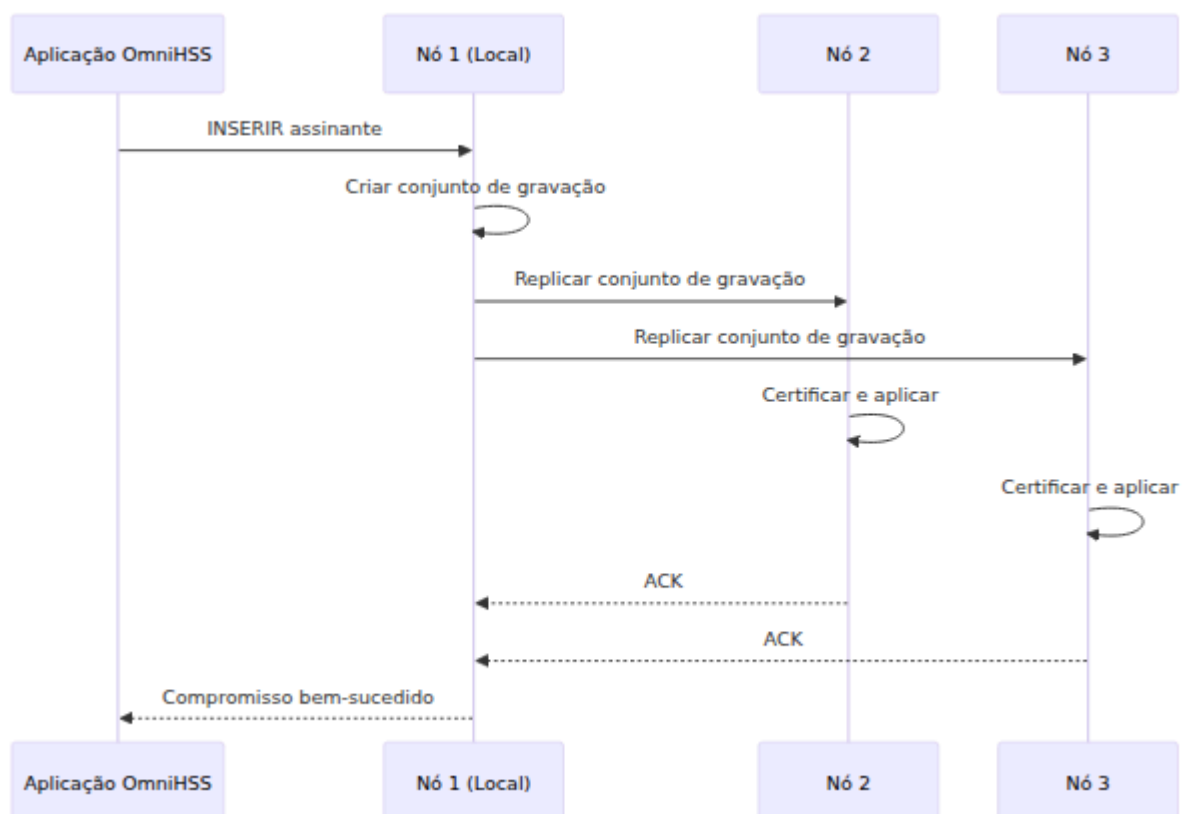 Aplicação OmniHSS
Nó 1 (Local)
Nó 2
Nó 3
INSERIR assinante
Criar conjunto de gravação
Replicar conjunto de gravação
Replicar conjunto de gravação
Certificar e aplicar
Certificar e aplicar
ACK
ACK
Compromisso bem-sucedido
Aplicação OmniHSS
Nó 1 (Local)
Nó 2
Nó 3